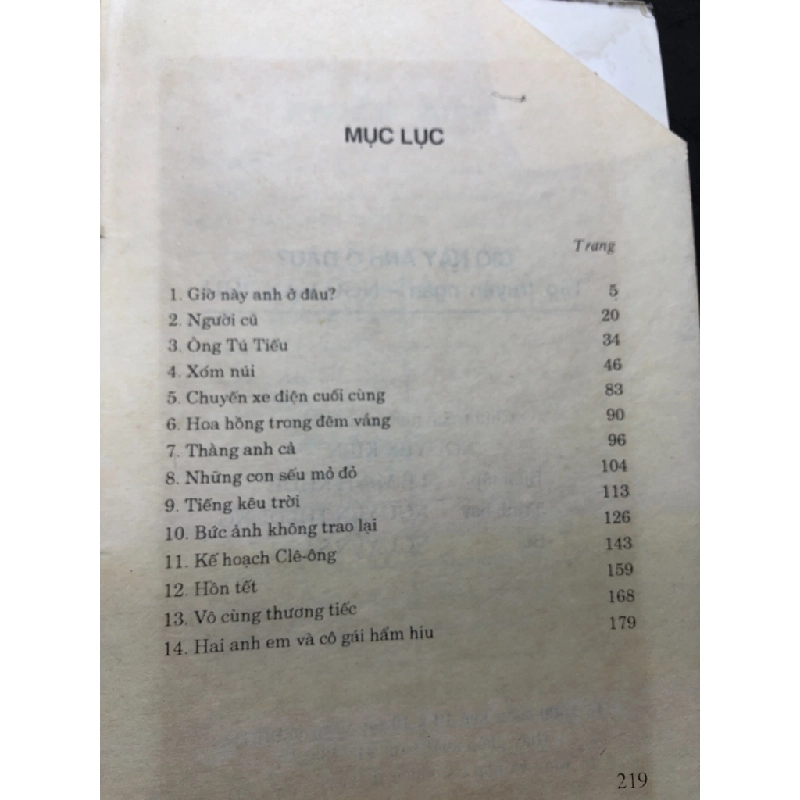 MỤC LỤC
Trang
1. Giờ này anh ở đâu? 5
2. Người cũ 20
3. Ông Tú Tiếu 34
4. Xóm núi 46
5. Chuyến xe điện cuối cùng 83
6. Hoa hồng trong đêm vắng 90
7. Thằng anh cả 96
8. Những con sếu mỏ đỏ 104
9. Tiếng kêu trời 113
10. Bức ảnh không trao lại 126
11. Kế hoạch Clê-ông 143
12. Hồn tết 159
13. Vô cùng thương tiếc 168
14. Hai anh em và cô gái hẩm hiu 179
219